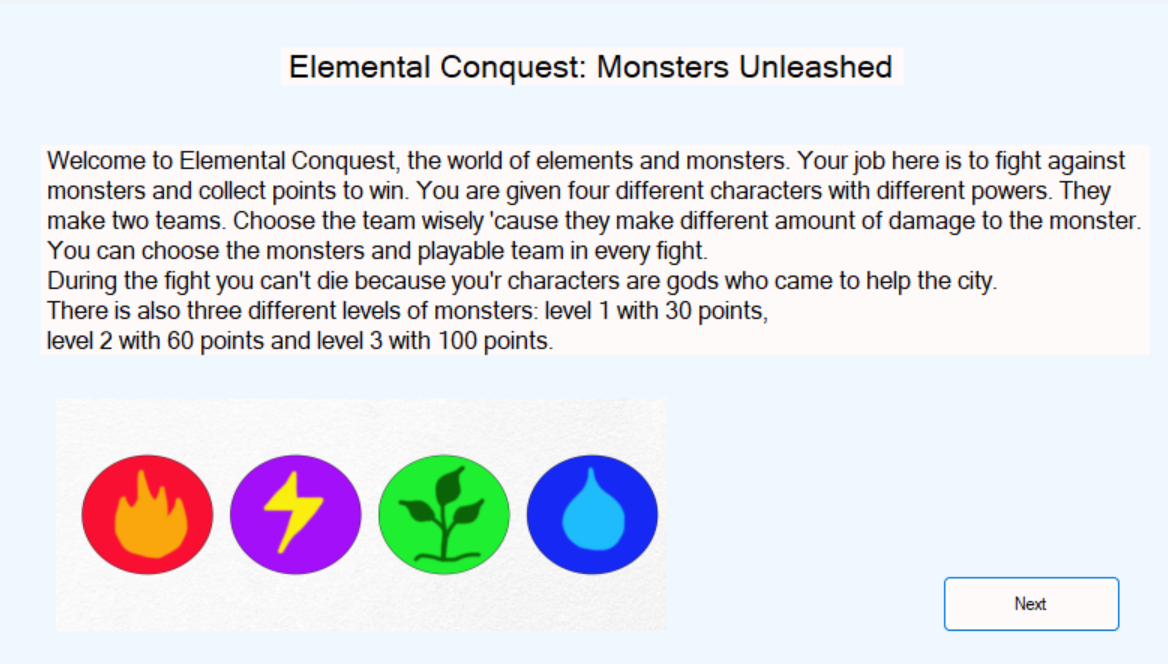 Elemental Conquest: Monsters Unleashed
Welcome to Elemental Conquest, the world of elements and monsters. Your job here is to fight against
monsters and collect points to win. You are given four different characters with different powers. They
make two teams. Choose the team wisely 'cause they make different amount of damage to the monster.
You can choose the monsters and playable team in every fight.
During the fight you can't die because you'r characters are gods who came to help the city.
There is also three different levels of monsters: level 1 with 30 points,
level 2 with 60 points and level 3 with 100 points.
Next